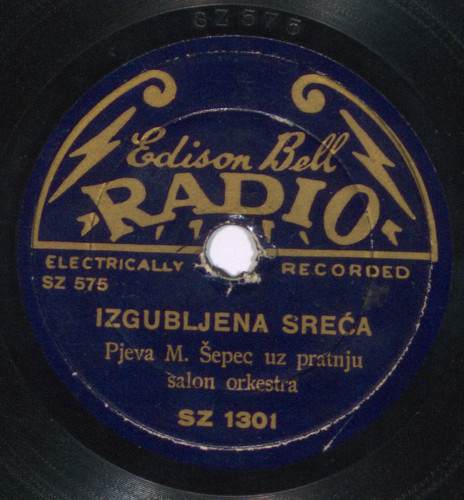 SZ 575
Edison Bell
RADIO
ELECTRICALLY RECORDED
SZ 575
IZGUBLJENA SREĆA
Pjeva M. Šepec uz pratnju
salon orkestra
SZ 1301